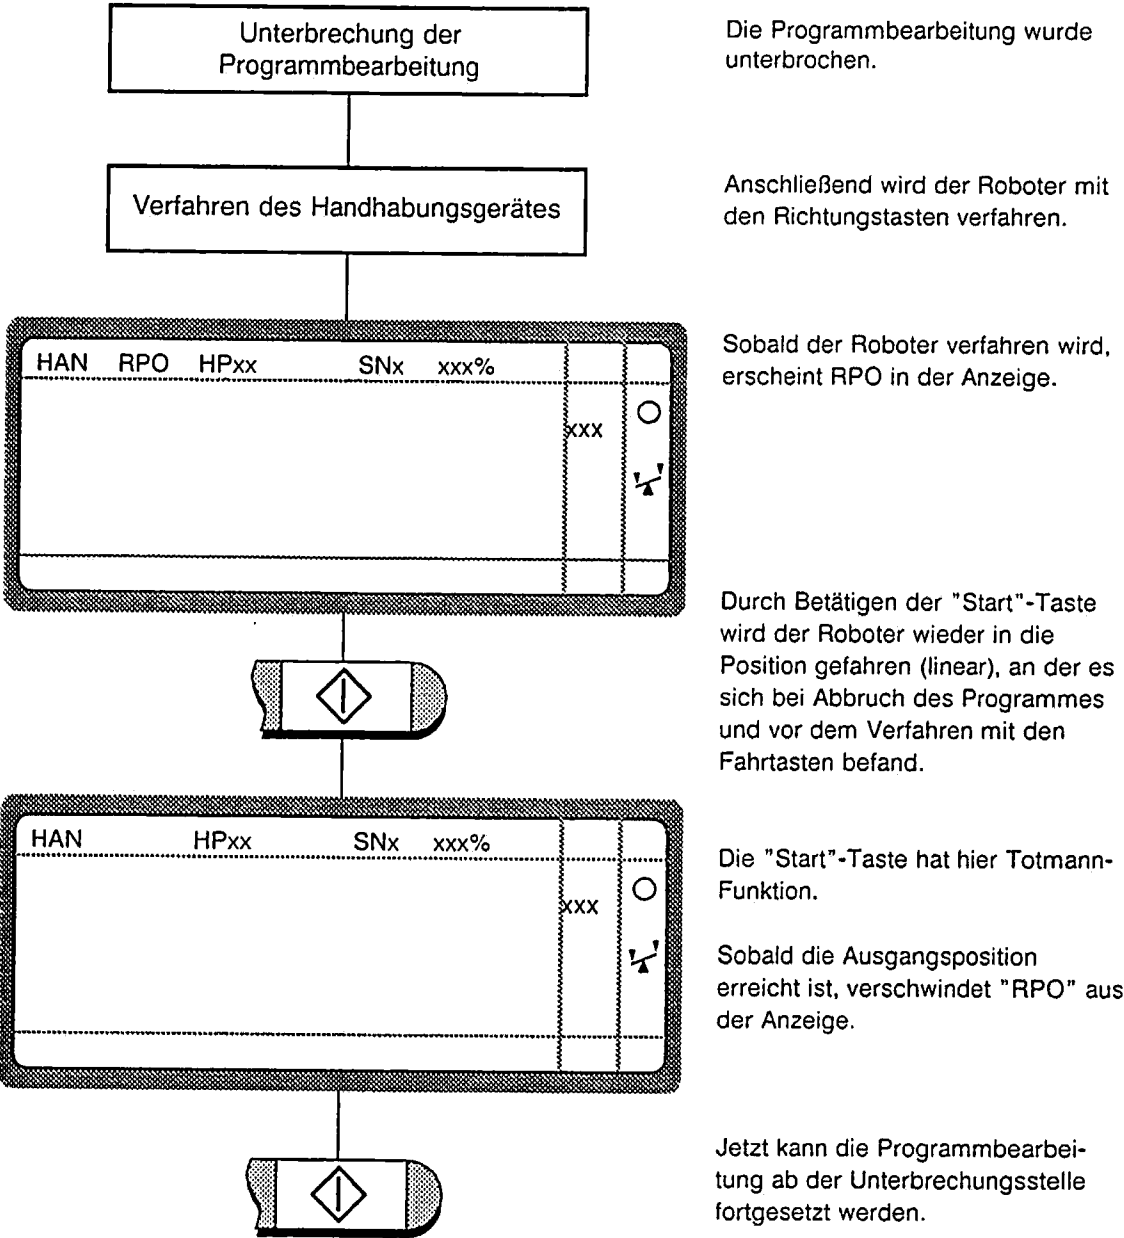 Unterbrechung der
Programmbearbeitung
Die Programmbearbeitung wurde
unterbrochen.
Verfahren des Handhabungsgerätes
Anschließend wird der Roboter mit
den Richtungstasten verfahren.
HAN RPO HPxx SNx xxx%
xxx
Sobald der Roboter verfahren wird,
erscheint RPO in der Anzeige.
Durch Betätigen der "Start"-Taste
wird der Roboter wieder in die
Position gefahren (linear), an der es
sich bei Abbruch des Programmes
und vor dem Verfahren mit den
Fahrtasten befand.
HAN HPxx SNx xxx%
xxx
Die "Start"-Taste hat hier Totmann-
Funktion.
Sobald die Ausgangsposition
erreicht ist, verschwindet "RPO" aus
der Anzeige.
Jetzt kann die Programmbearbei-
tung ab der Unterbrechungsstelle
fortgesetzt werden.